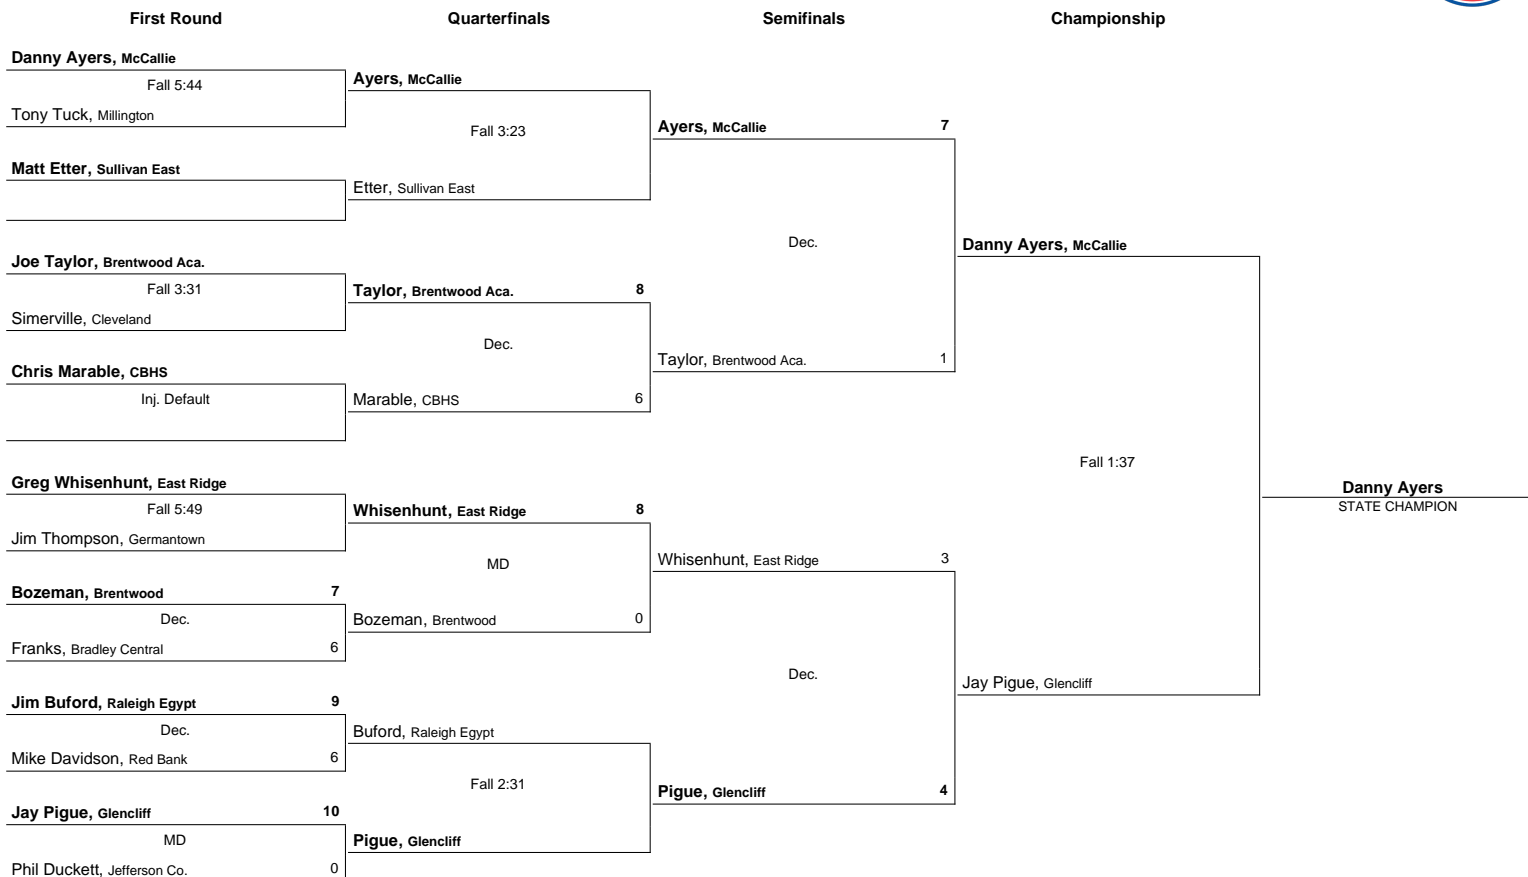 First Round Quarterfinals Semifinals Championship
Danny Ayers, McCallie
Fall 5:44
Tony Tuck, Millington
Matt Etter, Sullivan East
Joe Taylor, Brentwood Aca.
Fall 3:31
Simerville, Cleveland
Chris Marable, CBHS
Inj. Default
Greg Whisenhunt, East Ridge
Fall 5:49
Jim Thompson, Germantown
Bozeman, Brentwood 7
Dec.
Franks, Bradley Central 6
Jim Buford, Raleigh Egypt 9
Dec.
Mike Davidson, Red Bank 6
Jay Pigue, Glencliff 10
MD
Phil Duckett, Jefferson Co. 0
Ayers, McCallie
Fall 3:23
Etter, Sullivan East
Taylor, Brentwood Aca. 8
Dec.
Marable, CBHS 6
Whisenhunt, East Ridge 8
MD
Bozeman, Brentwood 0
Buford, Raleigh Egypt
Fall 2:31
Pigue, Glencliff
Ayers, McCallie 7
Dec.
Taylor, Brentwood Aca. 1
Whisenhunt, East Ridge 3
Dec.
Pigue, Glencliff 4
Danny Ayers, McCallie
Fall 1:37
Jay Pigue, Glencliff
Danny Ayers
STATE CHAMPION